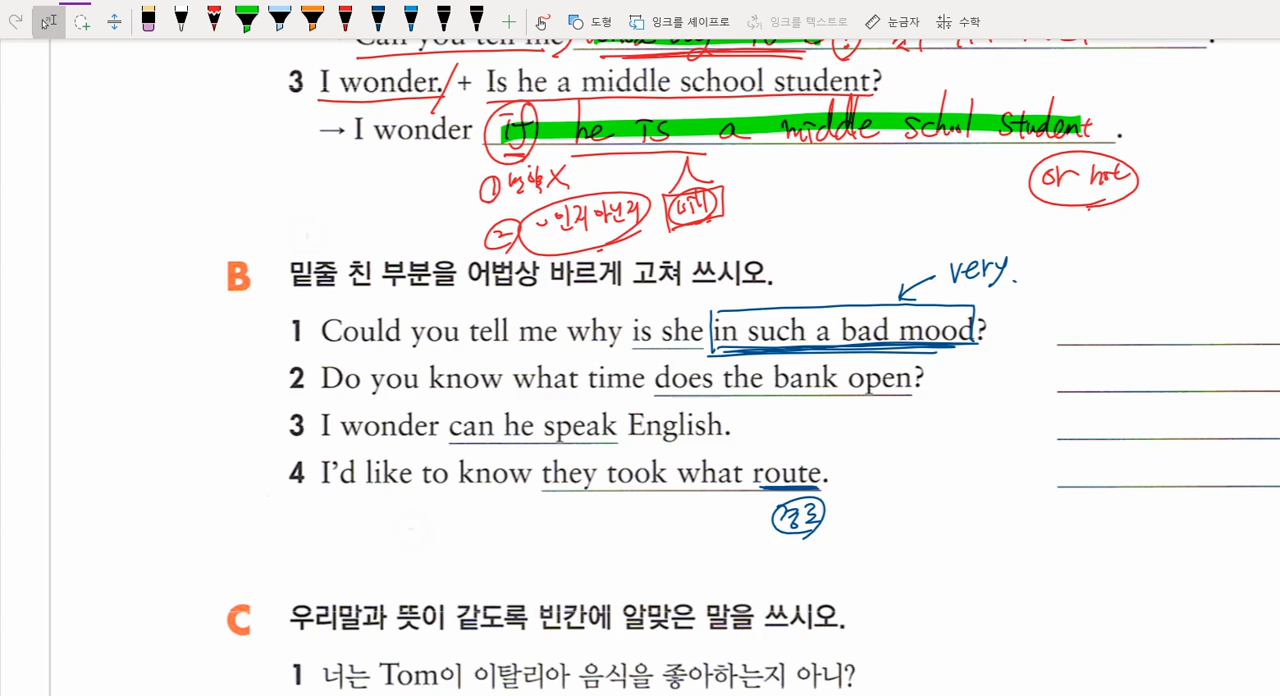 도형 잉크를 셰이프로 잉크를 텍스트로 눈금자 수학
Can you tell me
3 I wonder. + Is he a middle school student?
→ I wonder if he is a middle school student .
or not
①
② ~인지 아닌지
B 밑줄 친 부분을 어법상 바르게 고쳐 쓰시오.
very.
1 Could you tell me why is she in such a bad mood?
2 Do you know what time does the bank open?
3 I wonder can he speak English.
4 I'd like to know they took what route.
경로
C 우리말과 뜻이 같도록 빈칸에 알맞은 말을 쓰시오.
1 너는 Tom이 이탈리아 음식을 좋아하는지 아니?